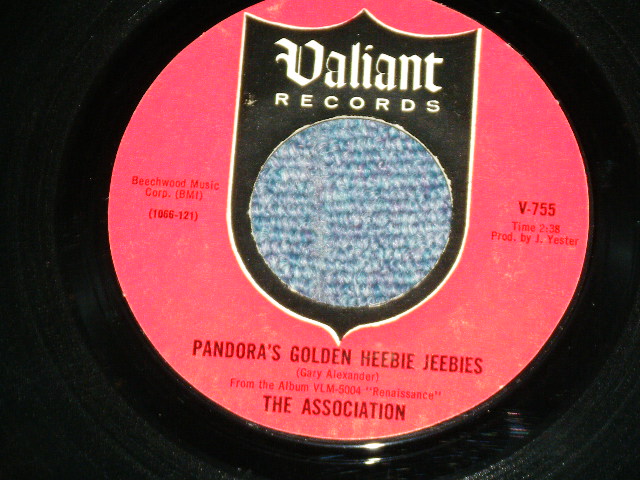 Valiant
RECORDS
Beechwood Music
Corp. (BMI)
(1066-121)
V-755
Time 2:38
Prod. by J. Yester
PANDORA'S GOLDEN HEEBIE JEEBIES
(Gary Alexander)
From the Album VLM-5004 "Renaissance"
THE ASSOCIATION